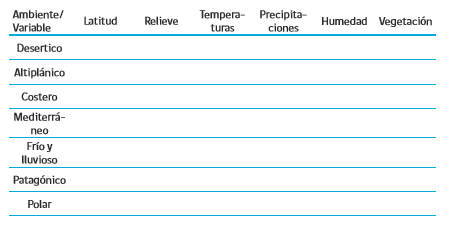 Ambiente/
Variable
Latitud
Relieve
Tempera-
turas
Precipita-
ciones
Humedad
Vegetación
Desertico
Altiplánico
Costero
Mediterrá-
neo
Frío y
lluvioso
Patagónico
Polar